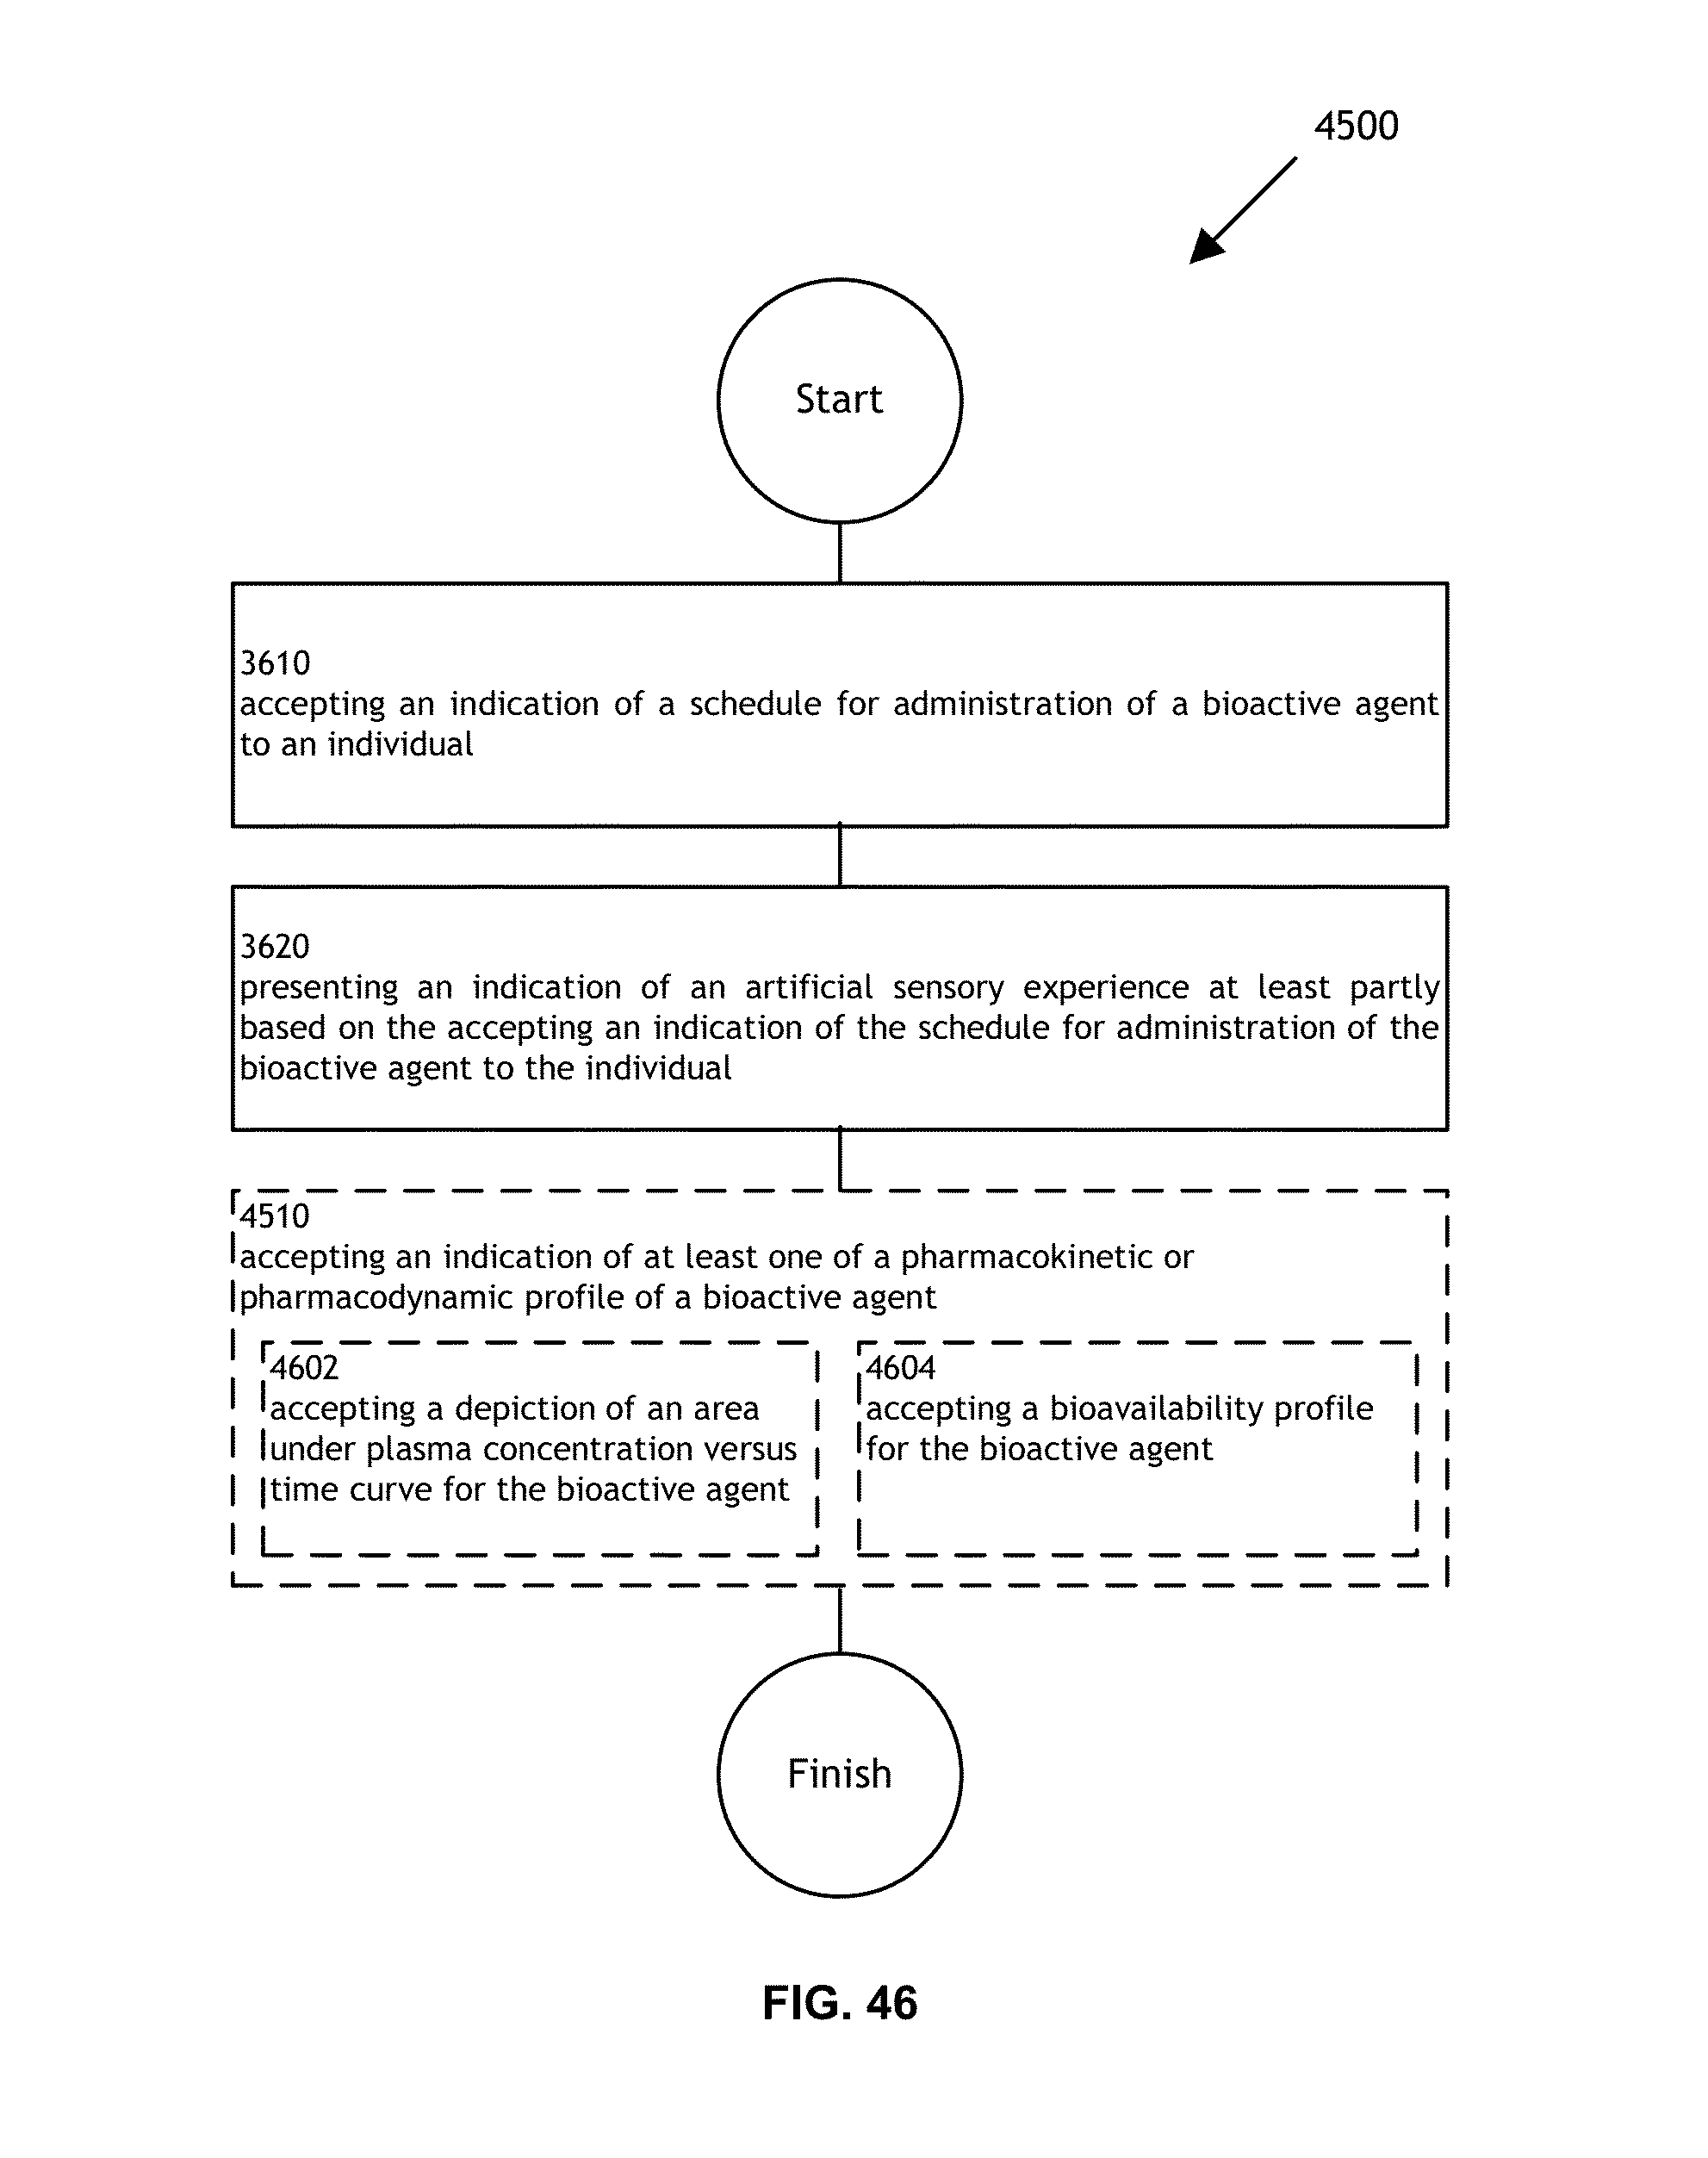 4500
Start
3610
accepting an indication of a schedule for administration of a bioactive agent
to an individual
3620
presenting an indication of an artificial sensory experience at least partly
based on the accepting an indication of the schedule for administration of the
bioactive agent to the individual
4510
accepting an indication of at least one of a pharmacokinetic or
pharmacodynamic profile of a bioactive agent
4602
accepting a depiction of an area
under plasma concentration versus
time curve for the bioactive agent
4604
accepting a bioavailability profile
for the bioactive agent
Finish
FIG. 46